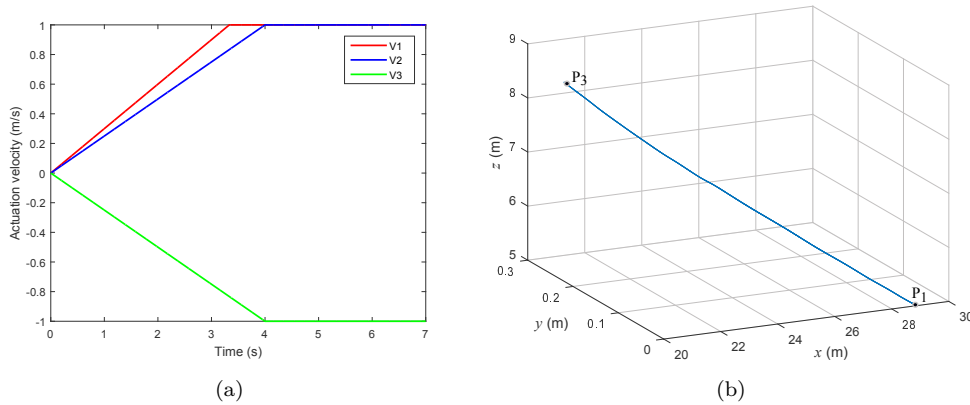 1
0.8
0.6
0.4
0.2
0
-0.2
-0.4
-0.6
-0.8
-1
Actuation velocity (m/s)
V1
V2
V3
0 1 2 3 4 5 6 7
Time (s)
(a)
9
8
7
6
5
z (m)
P3
P1
0.3
0.2
0.1
0
y (m)
20 22 24 26 28 30
x (m)
(b)